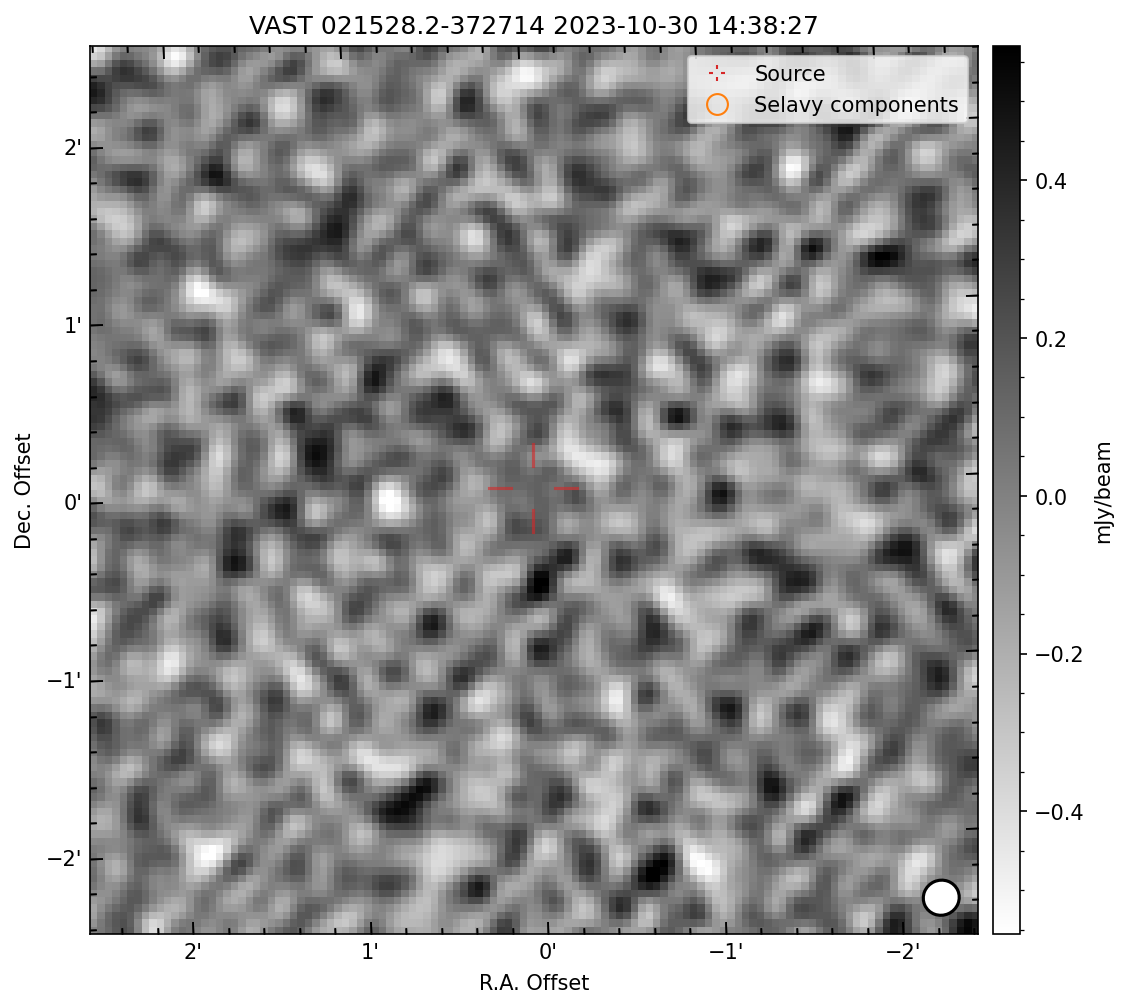 VAST 021528.2-372714 2023-10-30 14:38:27
Source
Selavy components
2'
1'
0'
−1'
−2'
Dec. Offset
2'
1'
0'
−1'
−2'
R.A. Offset
0.4
0.2
0.0
−0.2
−0.4
mJy/beam